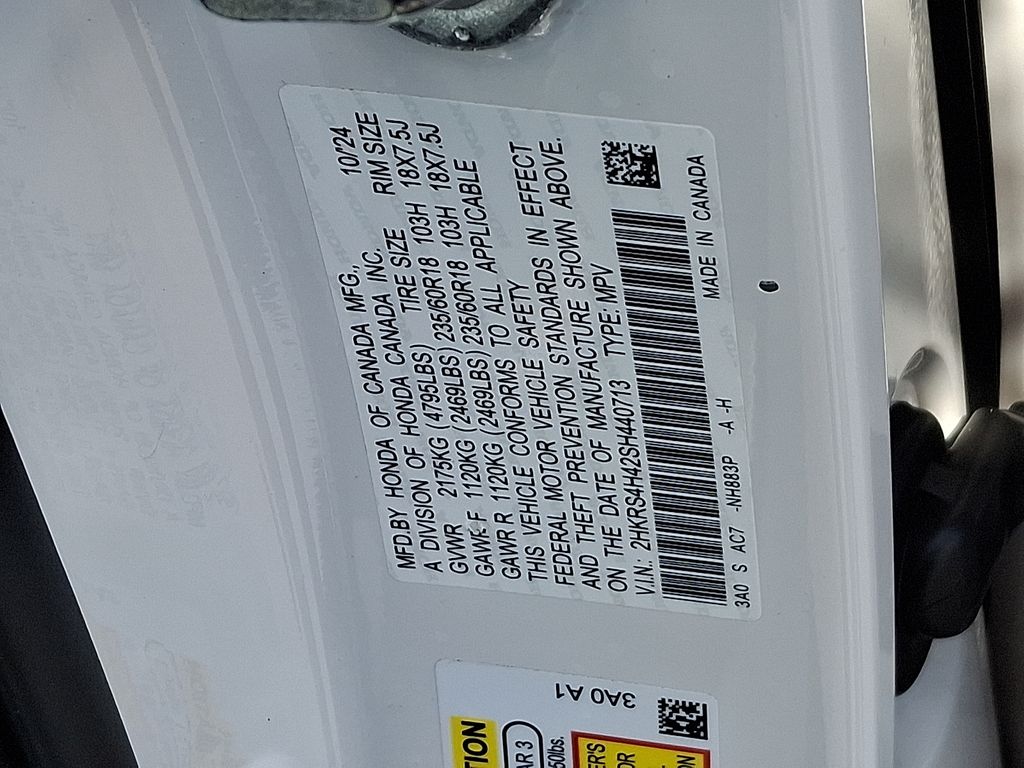 MFD.BY HONDA OF CANADA MFG., 10/'24
A DIVISION OF HONDA CANADA INC.
TIRE SIZE RIM SIZE
GVWR 2175KG (4795LBS)
GAWR F 1120KG (2469LBS) 235/60R18 103H 18X7.5J
GAWR R 1120KG (2469LBS) 235/60R18 103H 18X7.5J
THIS VEHICLE CONFORMS TO ALL APPLICABLE
FEDERAL MOTOR VEHICLE SAFETY
AND THEFT PREVENTION STANDARDS IN EFFECT
ON THE DATE OF MANUFACTURE SHOWN ABOVE.
V.I.N.: 2HKRS4H42SH440713 TYPE: MPV
3A0 S AC7 -NH883P -A -H MADE IN CANADA
3A0 A1
AR 3
50lbs.